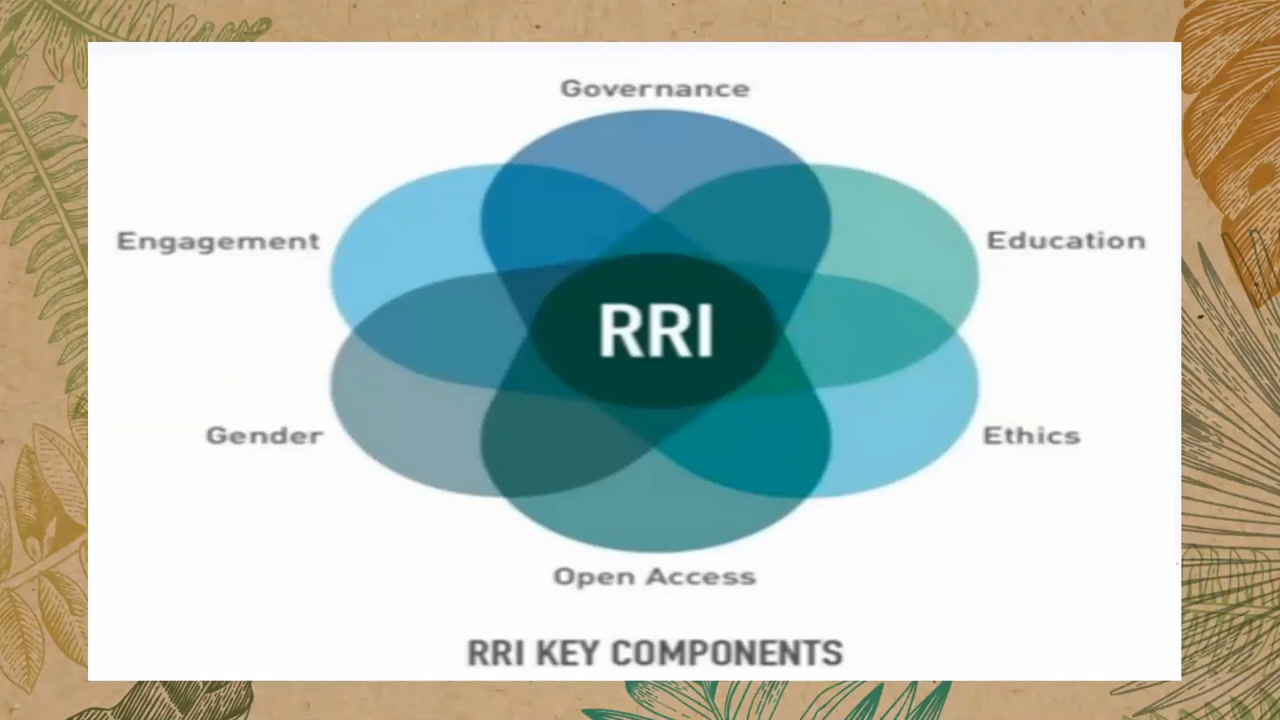 Governance
Engagement
Education
RRI
Gender
Ethics
Open Access
RRI KEY COMPONENTS